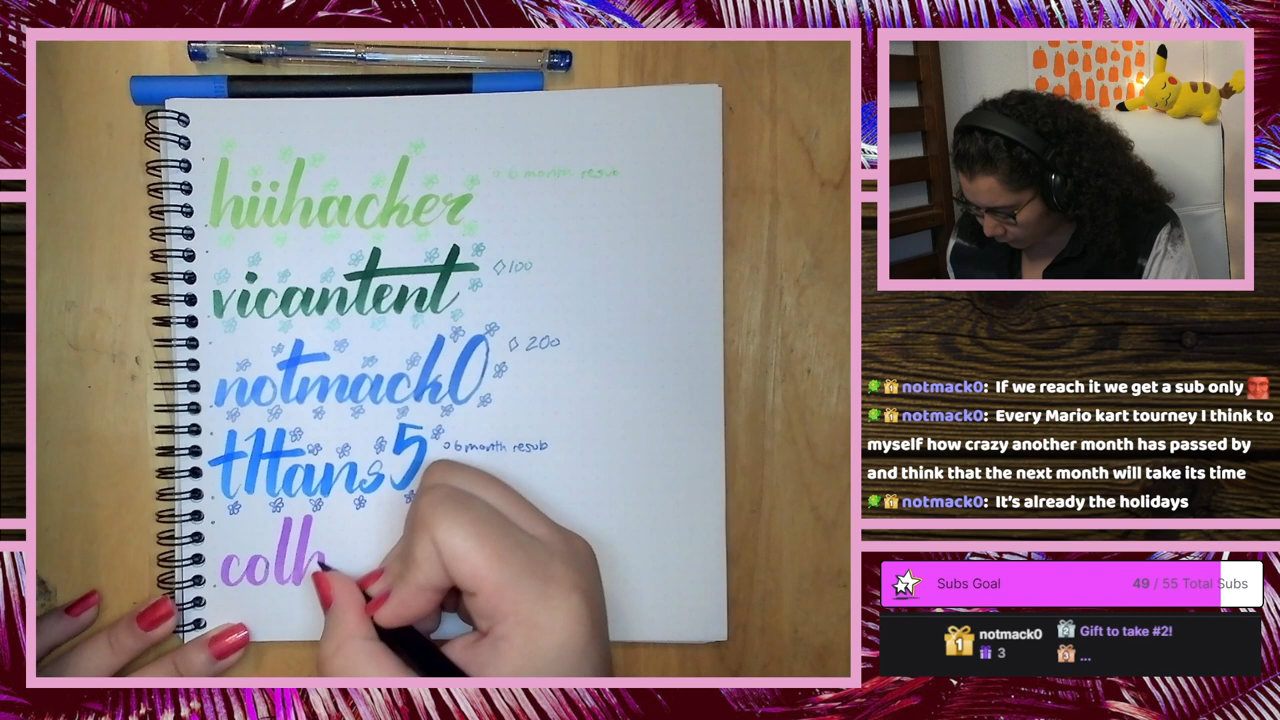 hiihacker
6 month resub
vicantent
100
notmack0
200
tHans5
6 month resub
colh
notmack0: If we reach it we get a sub only
notmack0: Every Mario kart tourney I think to
myself how crazy another month has passed by
and think that the next month will take its time
notmack0: It's already the holidays
Subs Goal
49 / 55 Total Subs
1 notmack0
3
2 Gift to take #2!
3 ...